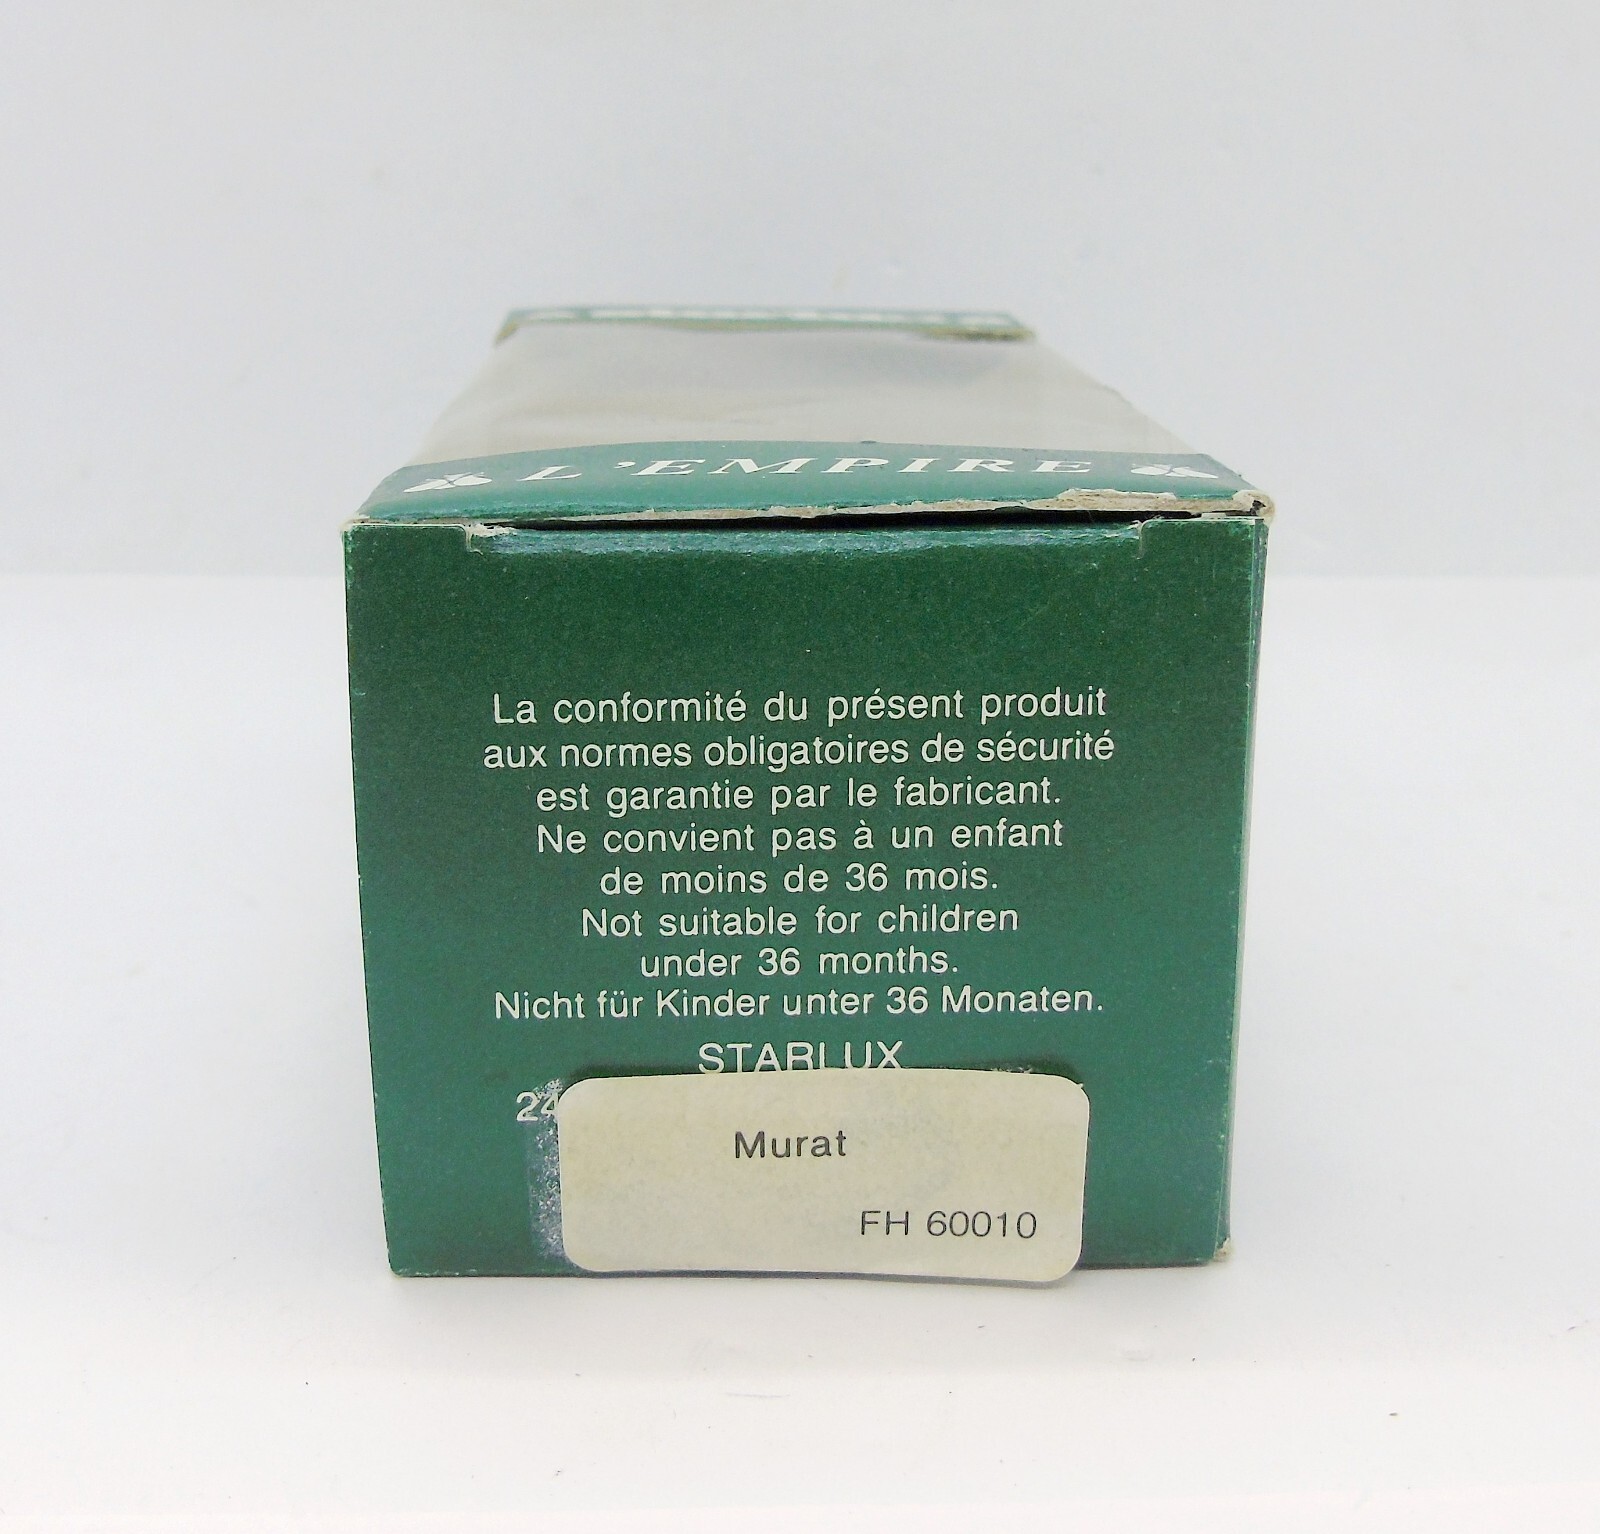 L'EMPIRE
La conformité du présent produit
aux normes obligatoires de sécurité
est garantie par le fabricant.
Ne convient pas à un enfant
de moins de 36 mois.
Not suitable for children
under 36 months.
Nicht für Kinder unter 36 Monaten.
STARLUX
24
Murat
FH 60010